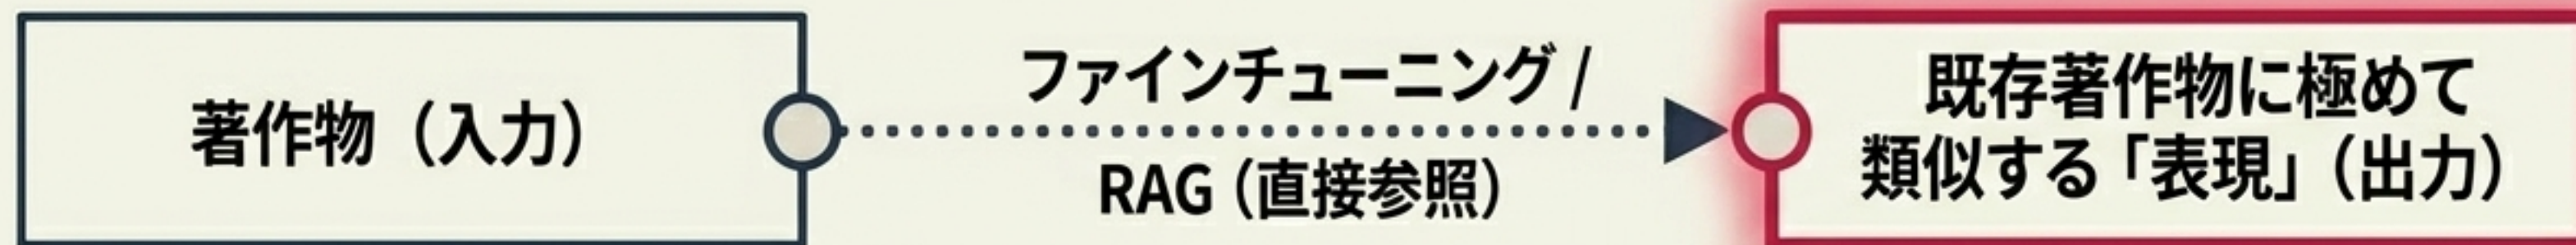 著作物（入力）
ファインチューニング /
RAG（直接参照）
既存著作物に極めて
類似する「表現」（出力）